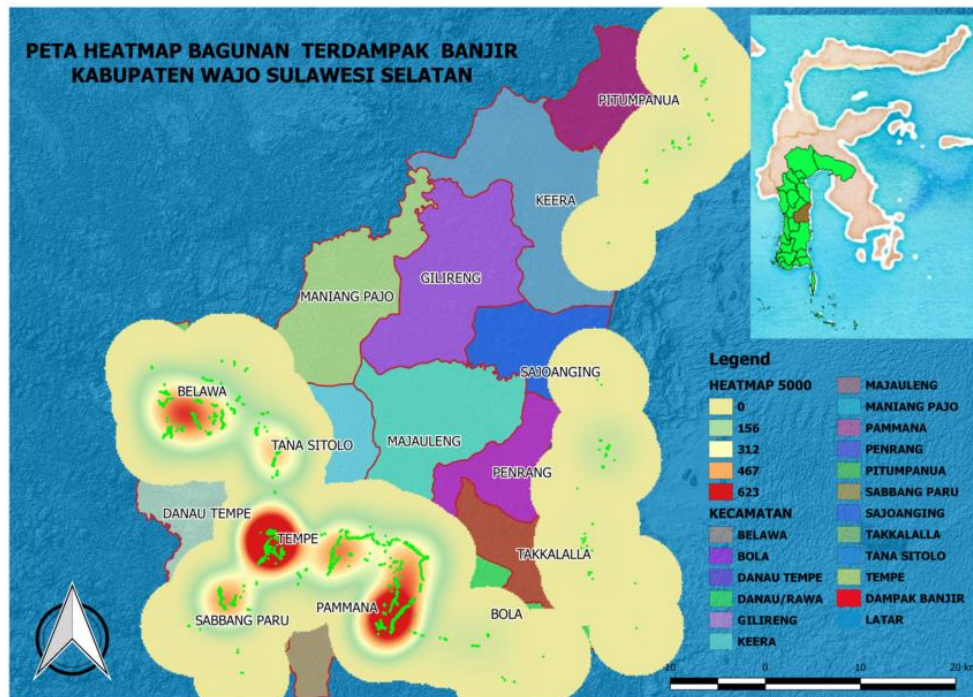 PETA HEATMAP BAGUNAN TERDAMPAK BANJIR
KABUPATEN WAJO SULAWESI SELATAN
PITUMPANUA
KEERA
GILIRENG
MANIANG PAJO
SAJOANGING
BELAWA
TANA SITOLO
MAJAULENG
PENRANG
DANAU TEMPE
TEMPE
TAKKALALLA
SABBANG PARU
PAMMANA
BOLA
Legend
HEATMAP 5000
0
156
312
467
623
KECAMATAN
BELAWA
BOLA
DANAU TEMPE
DANAU/RAWA
GILIRENG
KEERA
MAJAULENG
MANIANG PAJO
PAMMANA
PENRANG
PITUMPANUA
SABBANG PARU
SAJOANGING
TAKKALALLA
TANA SITOLO
TEMPE
DAMPAK BANJIR
LATAR
10 0 10 20 km